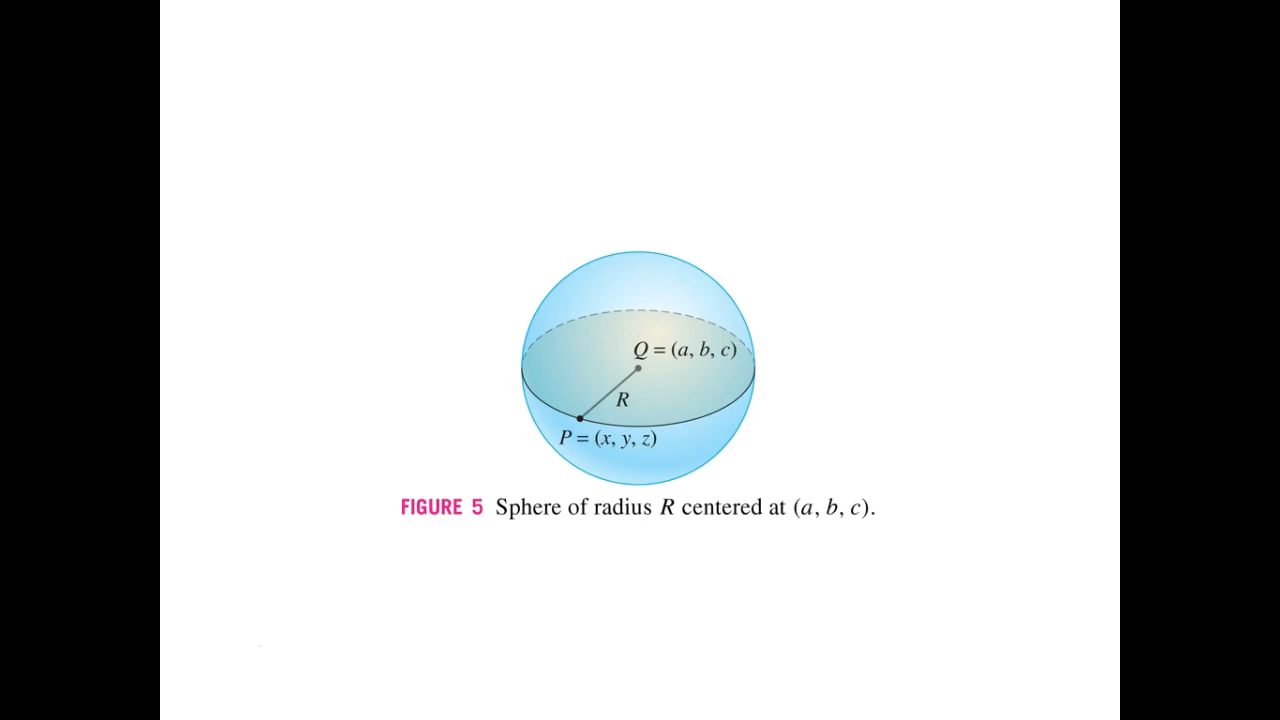 Q = (a, b, c)
R
P = (x, y, z)
FIGURE 5 Sphere of radius R centered at (a, b, c).